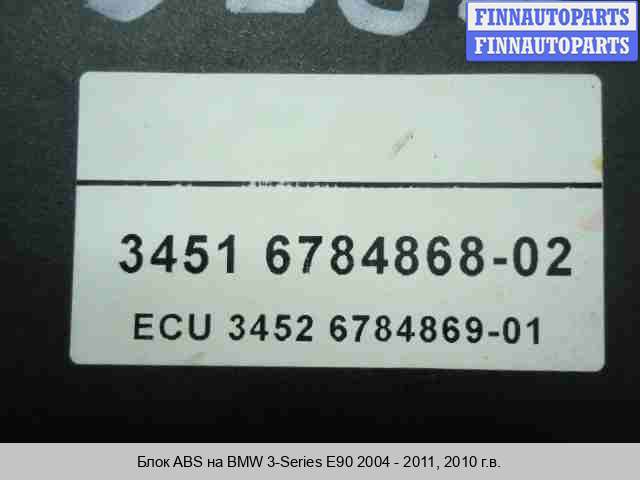 FINNAUTOPARTS
FINNAUTOPARTS
3451 6784868-02
ECU 3452 6784869-01
Блок ABS на BMW 3-Series E90 2004 - 2011, 2010 г.в.